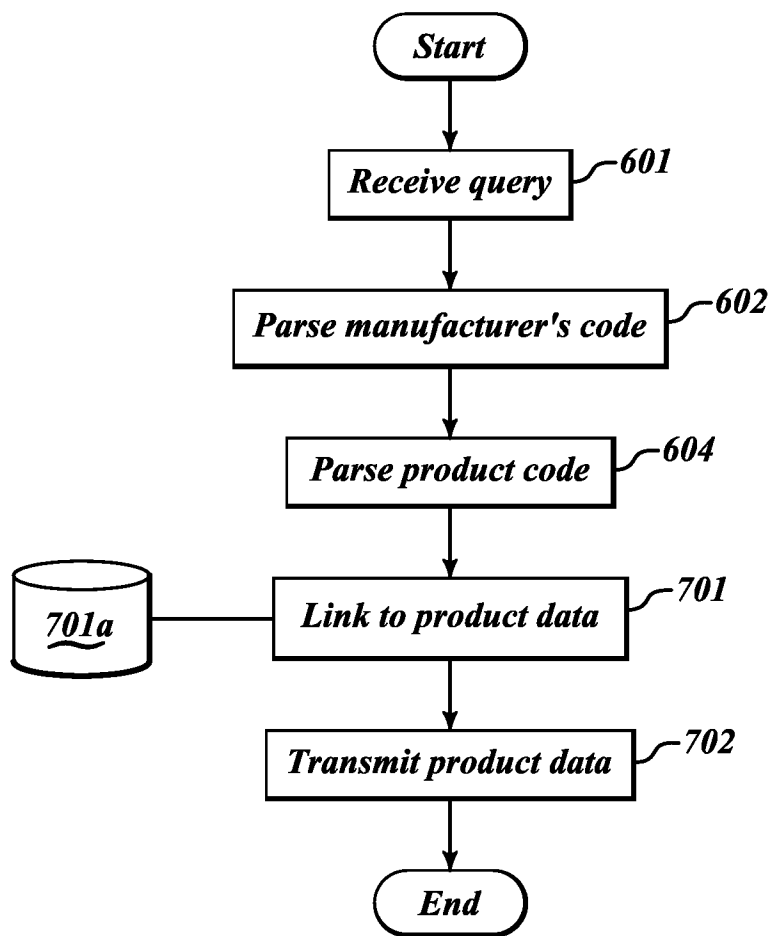 Start
Receive query
601
Parse manufacturer's code
602
Parse product code
604
701a
Link to product data
701
Transmit product data
702
End